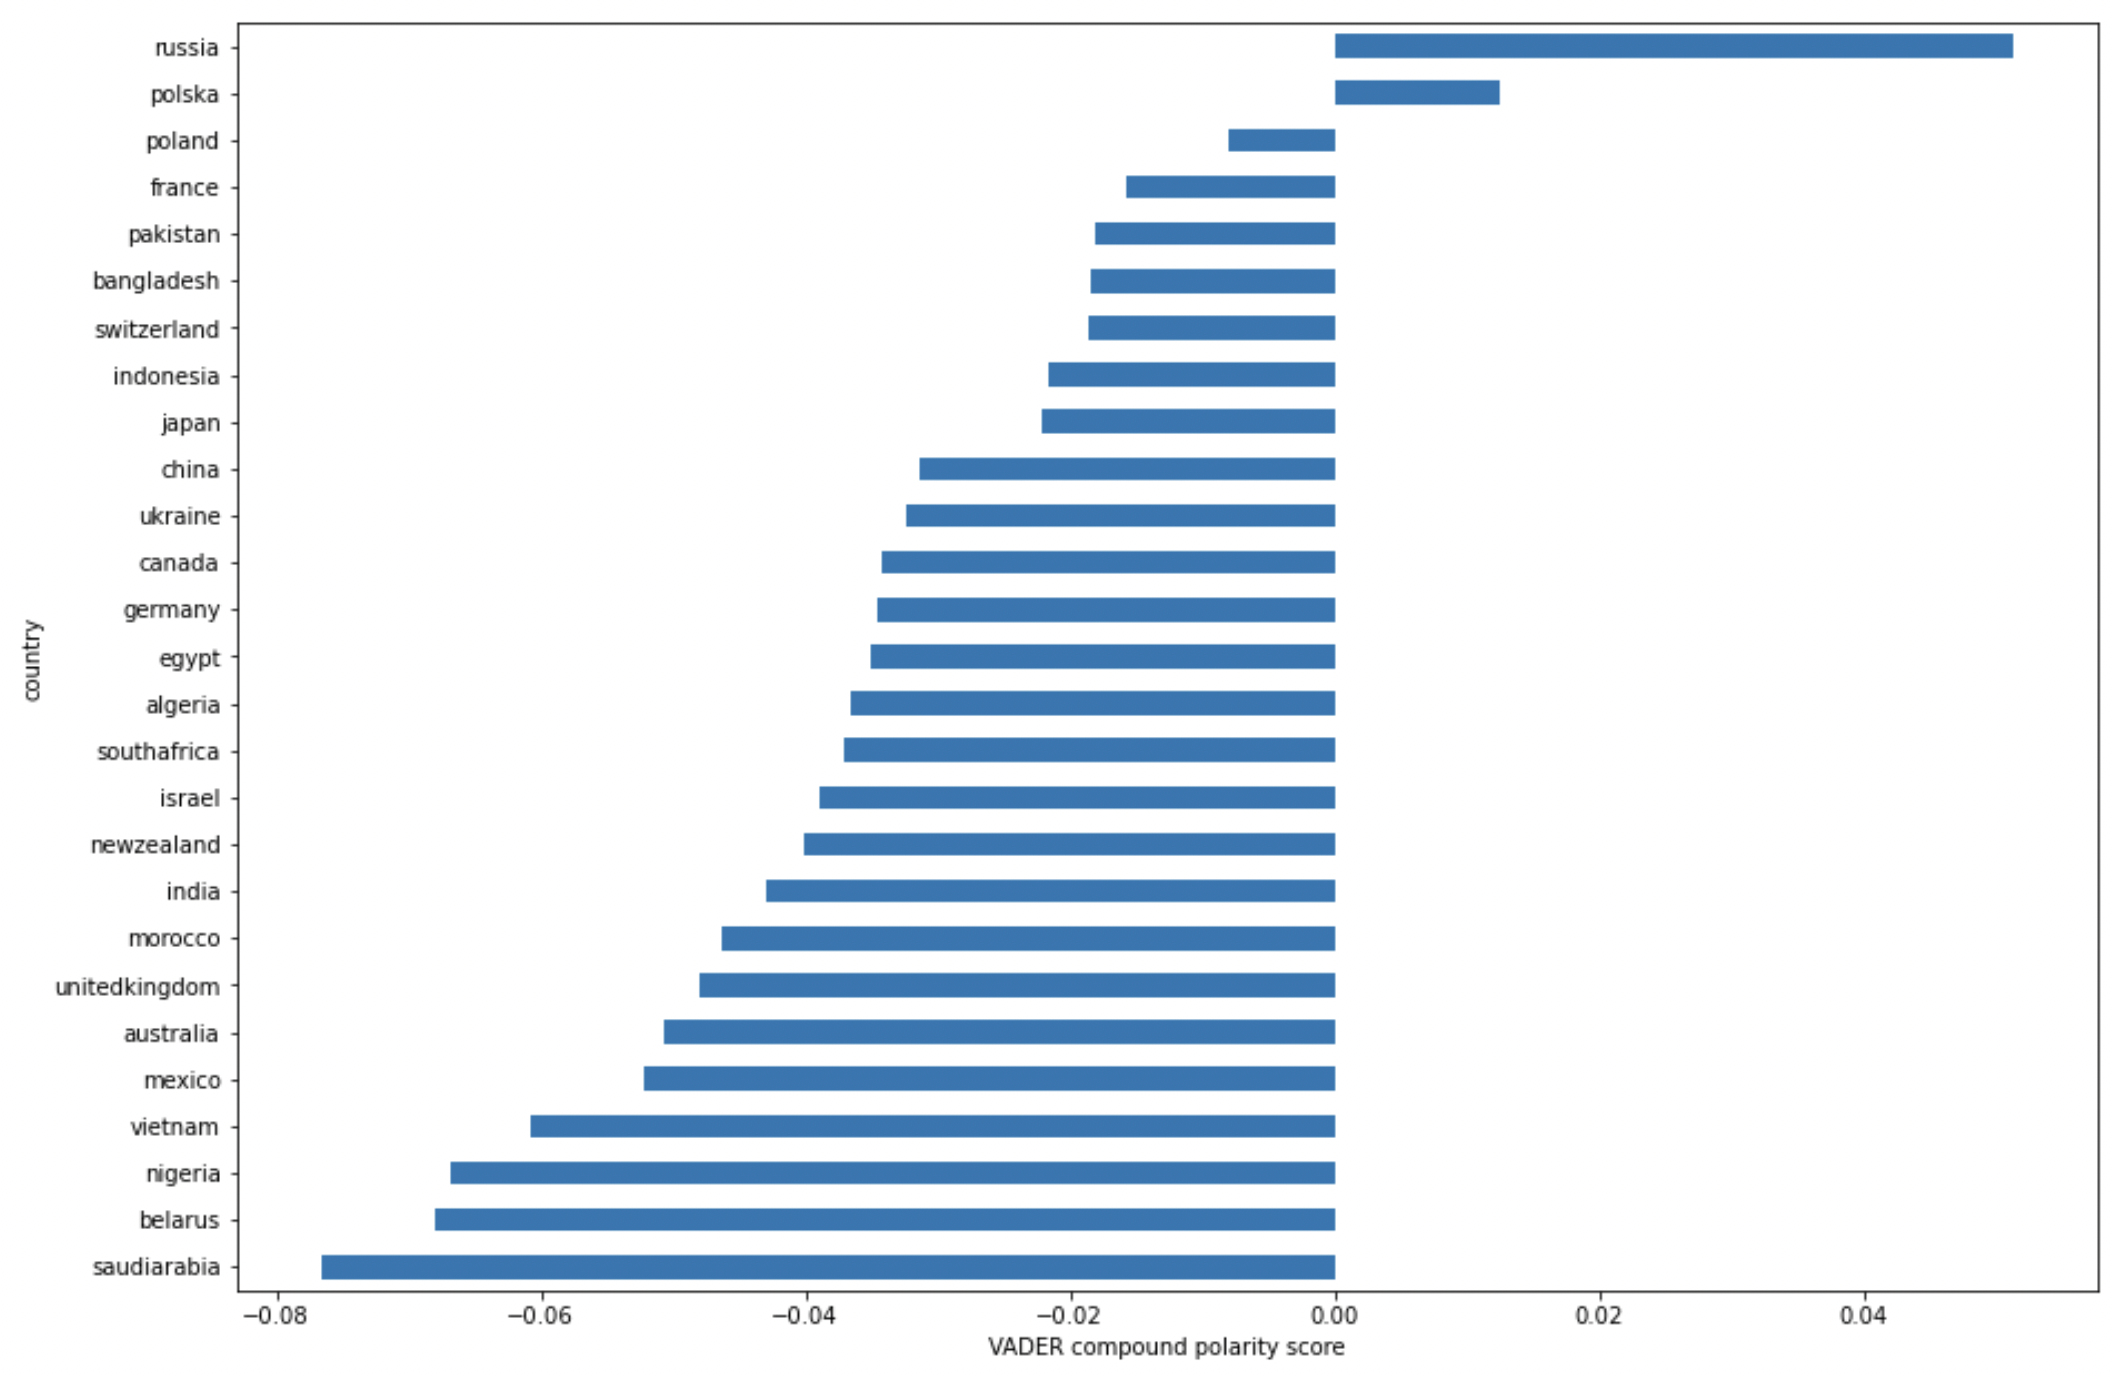 russia
polska
poland
france
pakistan
bangladesh
switzerland
indonesia
japan
china
ukraine
canada
germany
egypt
algeria
southafrica
israel
newzealand
india
morocco
unitedkingdom
australia
mexico
vietnam
nigeria
belarus
saudiarabia
country
−0.08 −0.06 −0.04 −0.02 0.00 0.02 0.04
VADER compound polarity score